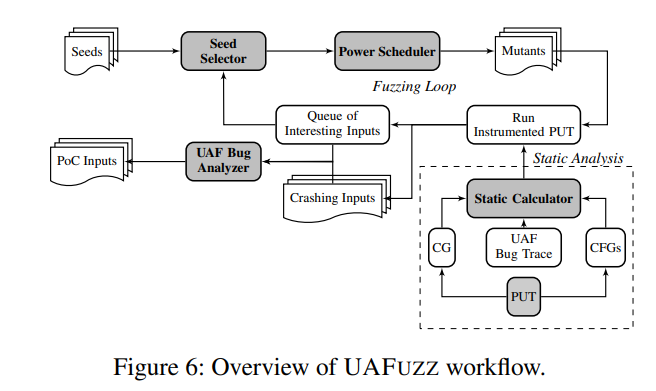 Seeds
Seed
Selector
Power Scheduler
Mutants
Fuzzing Loop
Queue of
Interesting Inputs
Run
Instrumented PUT
PoC Inputs
UAF Bug
Analyzer
Static Analysis
Crashing Inputs
Static Calculator
CG
UAF
Bug Trace
CFGs
PUT
Figure 6: Overview of UAFUZZ workflow.